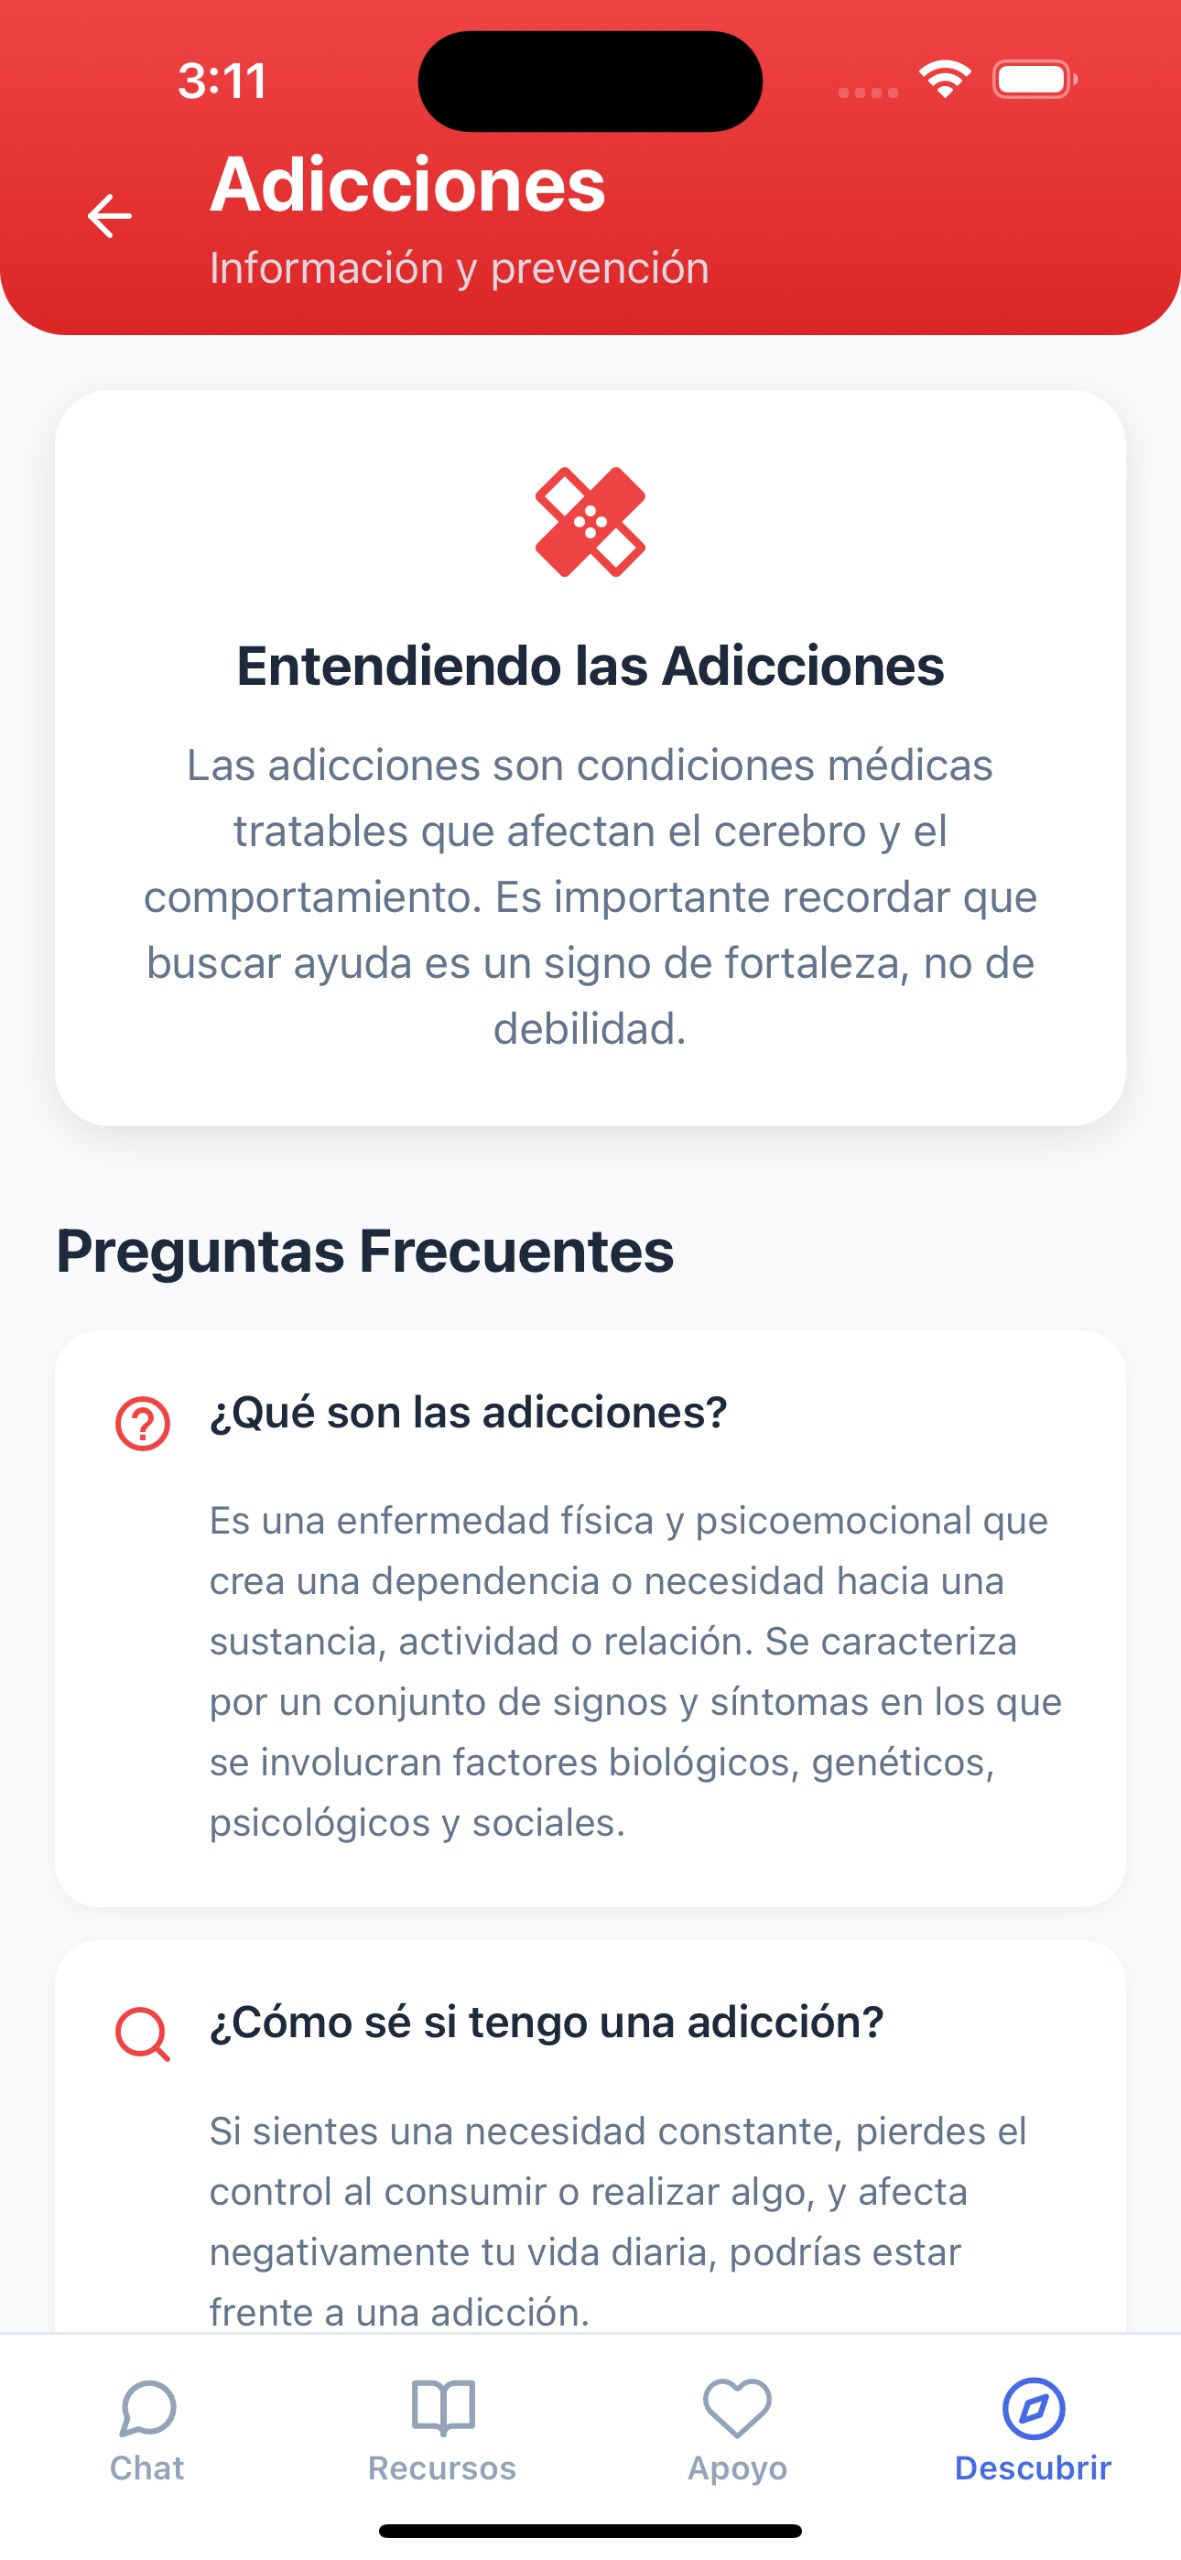 3:11
Adicciones
Información y prevención
Entendiendo las Adicciones
Las adicciones son condiciones médicas
tratables que afectan el cerebro y el
comportamiento. Es importante recordar que
buscar ayuda es un signo de fortaleza, no de
debilidad.
Preguntas Frecuentes
¿Qué son las adicciones?
Es una enfermedad física y psicoemocional que
crea una dependencia o necesidad hacia una
sustancia, actividad o relación. Se caracteriza
por un conjunto de signos y síntomas en los que
se involucran factores biológicos, genéticos,
psicológicos y sociales.
¿Cómo sé si tengo una adicción?
Si sientes una necesidad constante, pierdes el
control al consumir o realizar algo, y afecta
negativamente tu vida diaria, podrías estar
frente a una adicción.
Chat
Recursos
Apoyo
Descubrir